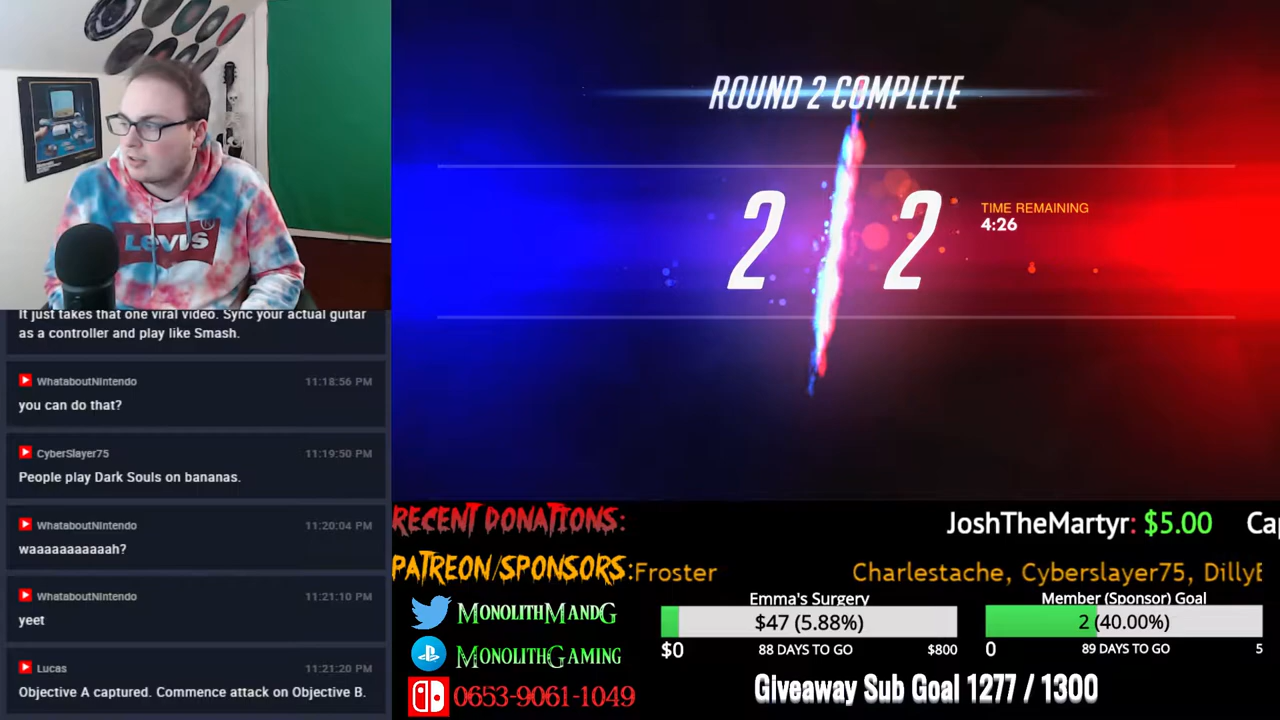 LEVI'S
ROUND 2 COMPLETE
2 2
TIME REMAINING
4:26
It just takes that one viral video. Sync your actual guitar
as a controller and play like Smash.
WhataboutNintendo 11:18:56 PM
you can do that?
CyberSlayer75 11:19:50 PM
People play Dark Souls on bananas.
WhataboutNintendo 11:20:04 PM
waaaaaaaaaaah?
WhataboutNintendo 11:21:10 PM
yeet
Lucas 11:21:20 PM
Objective A captured. Commence attack on Objective B.
RECENT DONATIONS: JoshTheMartyr: $5.00 Ca
PATREON/SPONSORS: Froster Charlestache, Cyberslayer75, Dilly
MonolithMandG
MonolithGaming
0653-9061-1049
Emma's Surgery
$47 (5.88%)
$0 88 DAYS TO GO $800
Member (Sponsor) Goal
2 (40.00%)
0 89 DAYS TO GO 5
Giveaway Sub Goal 1277 / 1300